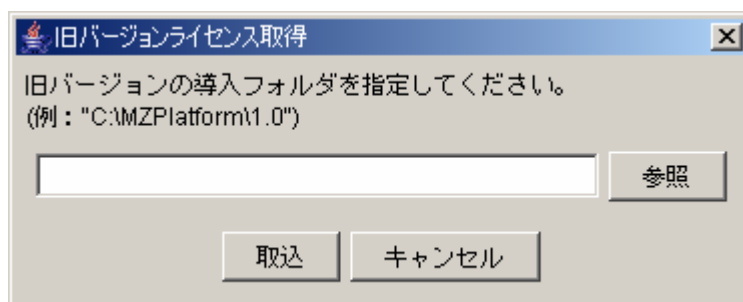 旧バージョンライセンス取得
旧バージョンの導入フォルダを指定してください。
(例："C:\MZPlatform\1.0")
参照
取込
キャンセル